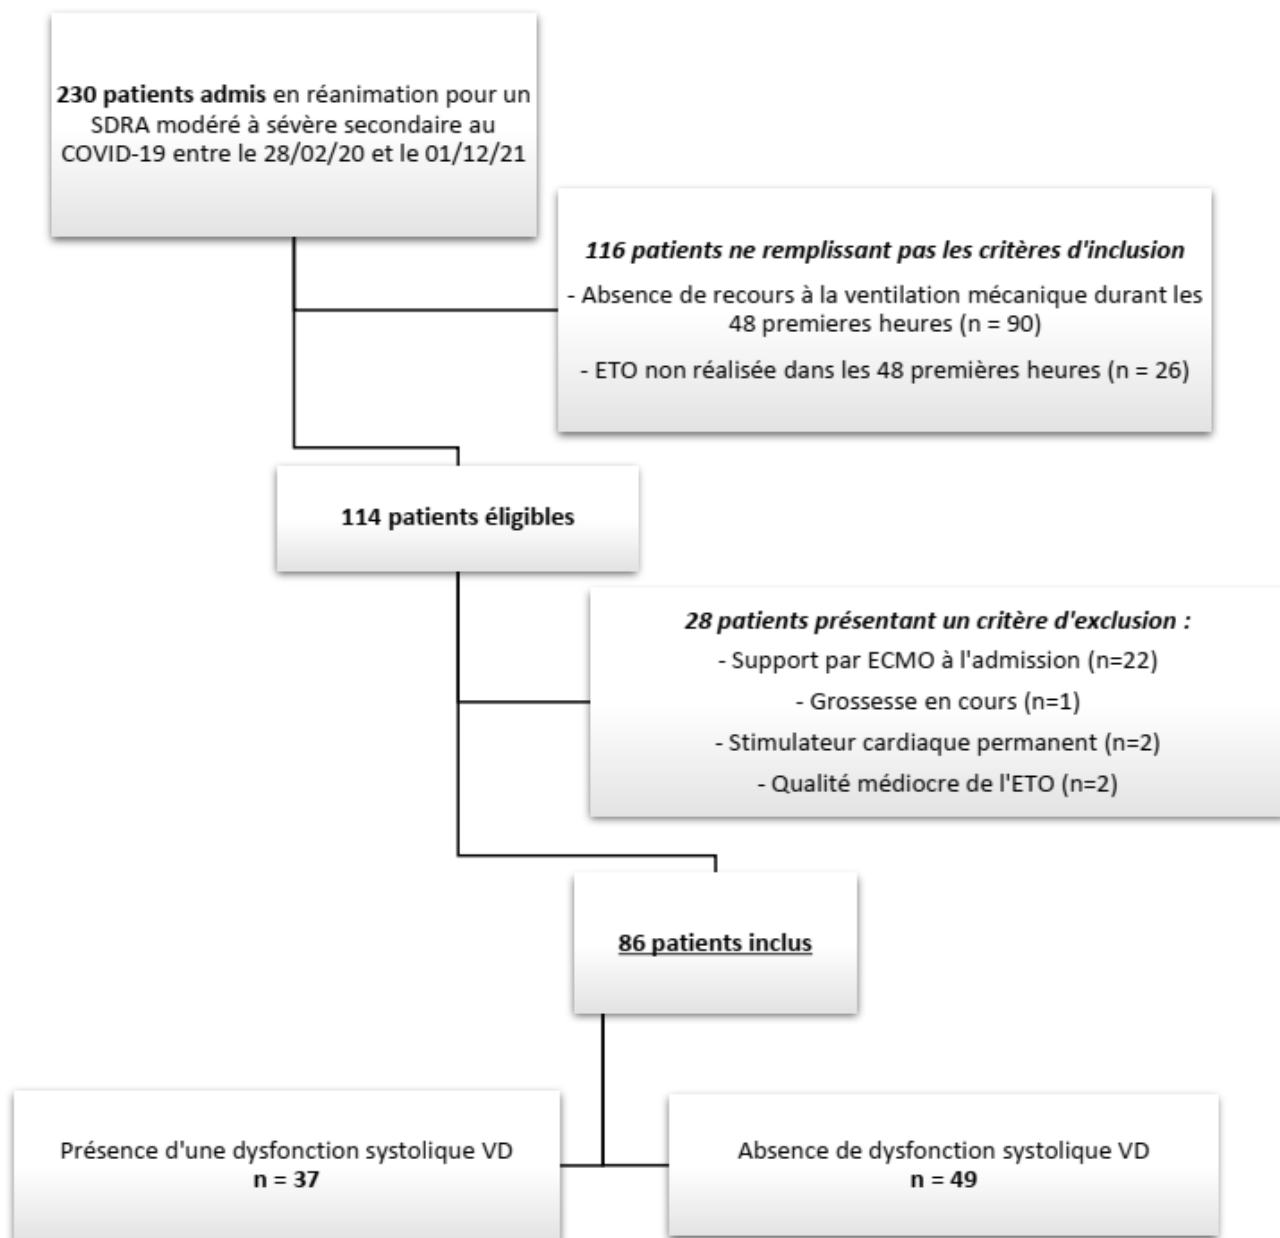 230 patients admis en réanimation pour un
SDRA modéré à sévère secondaire au
COVID-19 entre le 28/02/20 et le 01/12/21
116 patients ne remplissant pas les critères d'inclusion
- Absence de recours à la ventilation mécanique durant les
48 premieres heures (n = 90)
- ETO non réalisée dans les 48 premières heures (n = 26)
114 patients éligibles
28 patients présentant un critère d'exclusion :
- Support par ECMO à l'admission (n=22)
- Grossesse en cours (n=1)
- Stimulateur cardiaque permanent (n=2)
- Qualité médiocre de l'ETO (n=2)
86 patients inclus
Présence d'une dysfonction systolique VD
n = 37
Absence de dysfonction systolique VD
n = 49